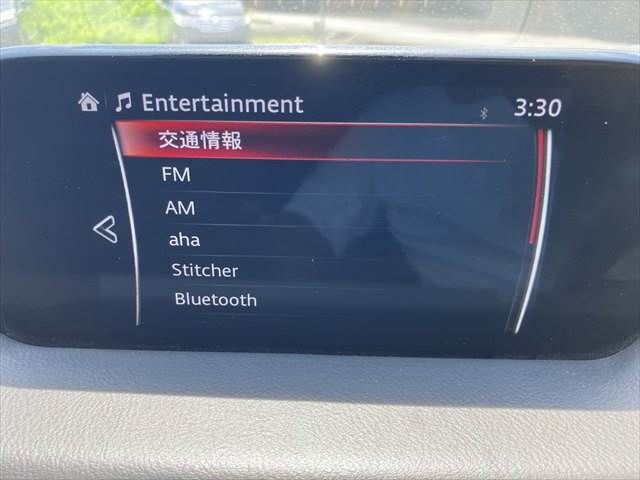 Entertainment 3:30
交通情報
FM
AM
aha
Stitcher
Bluetooth